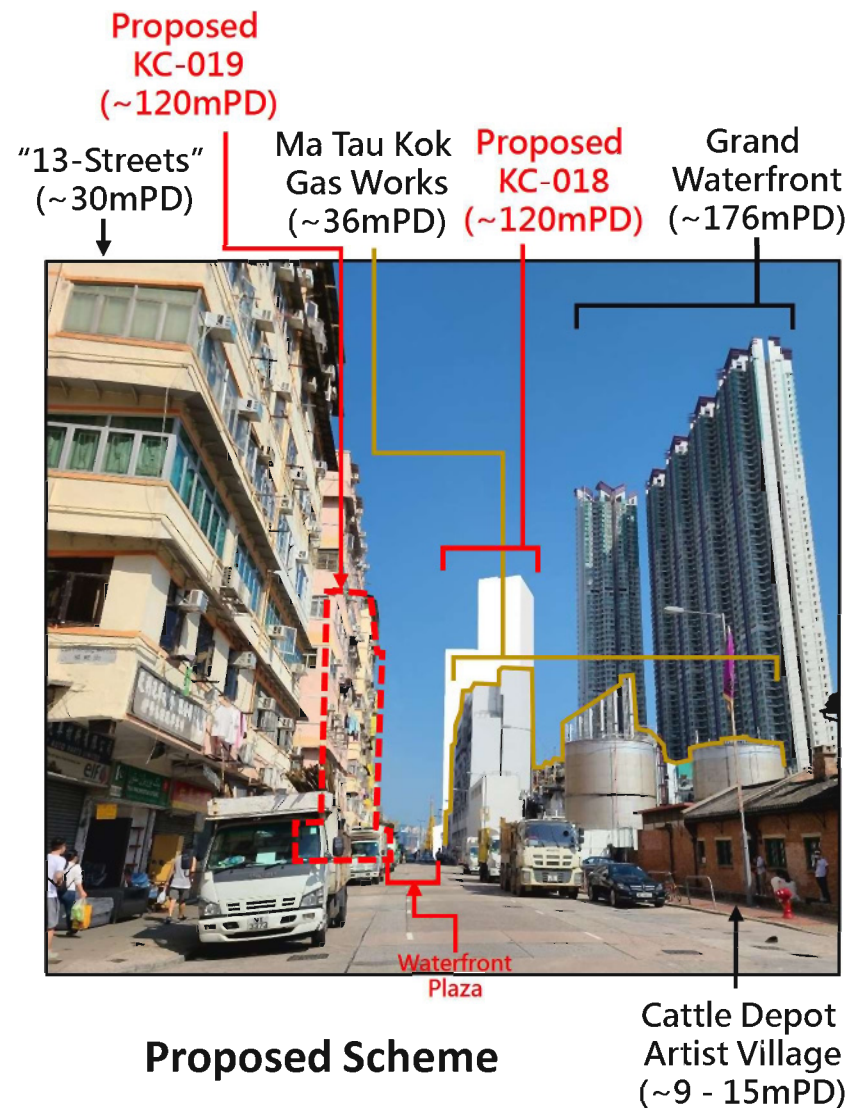 Proposed
KC-019
(~120mPD)
"13-Streets"
(~30mPD)
Ma Tau Kok
Gas Works
(~36mPD)
Proposed
KC-018
(~120mPD)
Grand
Waterfront
(~176mPD)
elf
Waterfront
Plaza
Proposed Scheme
Cattle Depot
Artist Village
(~9 - 15mPD)